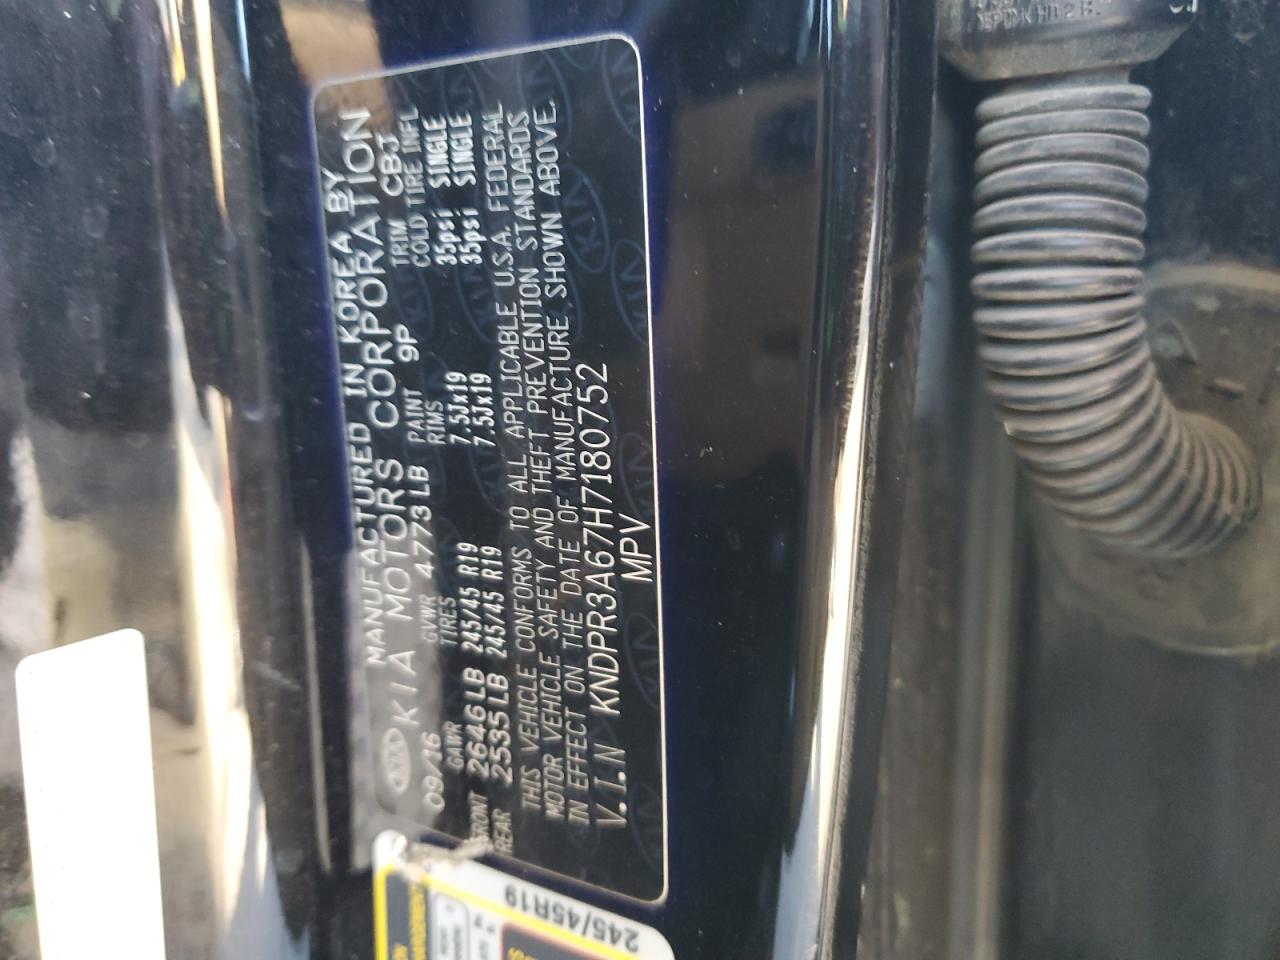 MANUFACTURED IN KOREA BY
KIA KIA MOTORS CORPORATION
09/16 GVWR 4773LB PAINT 9P TRIM CBJ
GAWR TIRES RIMS COLD TIRE INFL
FRONT 2646LB 245/45 R19 7.5Jx19 35psi SINGLE
REAR 2535LB 245/45 R19 7.5Jx19 35psi SINGLE
THIS VEHICLE CONFORMS TO ALL APPLICABLE U.S.A. FEDERAL
MOTOR VEHICLE SAFETY AND THEFT PREVENTION STANDARDS
IN EFFECT ON THE DATE OF MANUFACTURE SHOWN ABOVE.
V.I.N KNDPR3A67H7180752
MPV
245/45R19